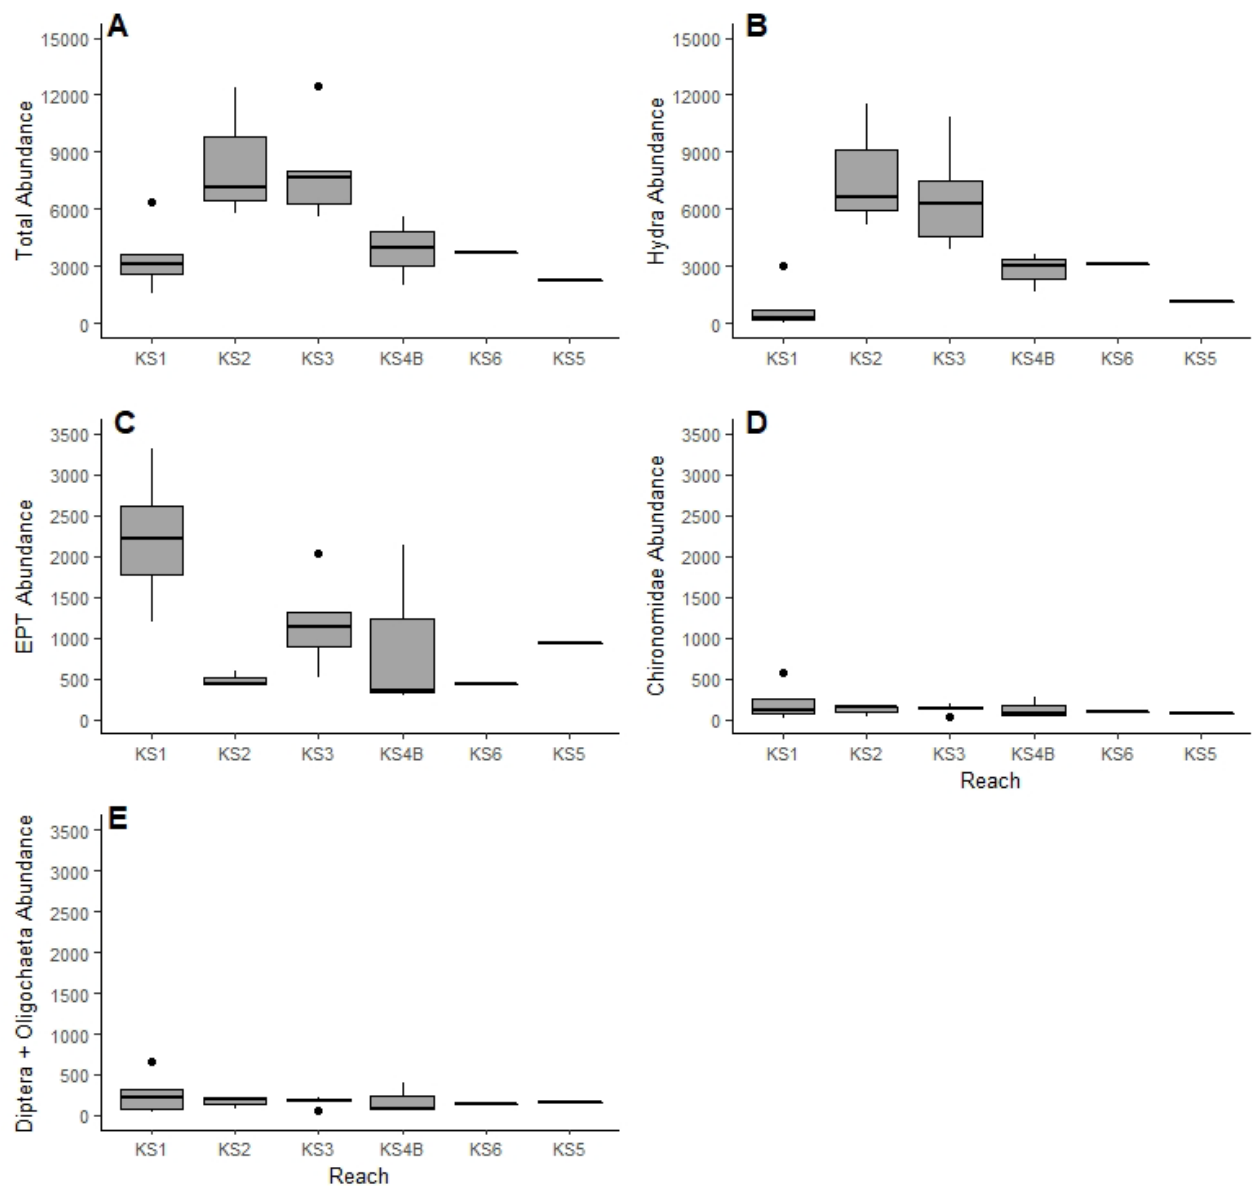 A
Total Abundance
15000
12000
9000
6000
3000
0
KS1 KS2 KS3 KS4B KS6 KS5
B
Hydra Abundance
15000
12000
9000
6000
3000
0
KS1 KS2 KS3 KS4B KS6 KS5
C
EPT Abundance
3500
3000
2500
2000
1500
1000
500
0
KS1 KS2 KS3 KS4B KS6 KS5
D
Chironomidae Abundance
3500
3000
2500
2000
1500
1000
500
0
KS1 KS2 KS3 KS4B KS6 KS5
Reach
E
Diptera + Oligochaeta Abundance
3500
3000
2500
2000
1500
1000
500
0
KS1 KS2 KS3 KS4B KS6 KS5
Reach